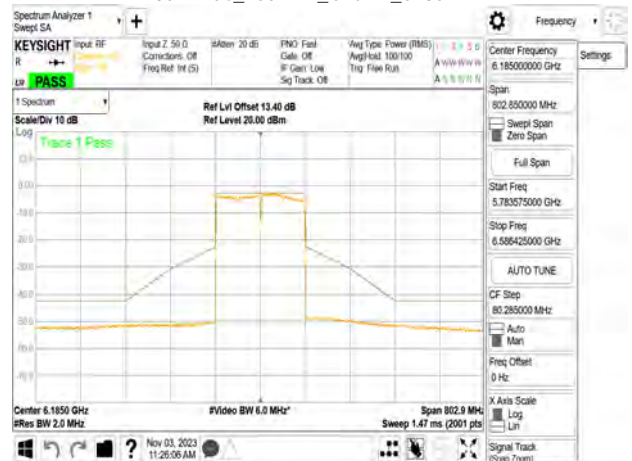 Spectrum Analyzer 1
Swept SA
Frequency
KEYSIGHT
Input: RF
Input Z: 50 Ω
#Atten: 20 dB
PNO: Fast
Avg Type: Power (RMS)
Corrections: Off
Gate: Off
Avg|Hold: 100/100
R
Freq Ref: Int (S)
IF Gain: Low
Trig: Free Run
Sig Track: Off
PASS
1 Spectrum
Ref Lvl Offset 13.40 dB
Scale/Div 10 dB
Ref Level 20.00 dBm
Log
Trace 1 Pass
Center 6.1850 GHz
#Video BW 6.0 MHz*
Span 802.9 MHz
#Res BW 2.0 MHz
Sweep 1.47 ms (2001 pts
Nov 03, 2023
11:26:06 AM
Center Frequency
6.185000000 GHz
Settings
Span
802.850000 MHz
Swept Span
Zero Span
Full Span
Start Freq
5.783575000 GHz
Stop Freq
6.586425000 GHz
AUTO TUNE
CF Step
80.285000 MHz
Auto
Man
Freq Offset
0 Hz
X Axis Scale
Log
Lin
Signal Track
(Span Zoom)